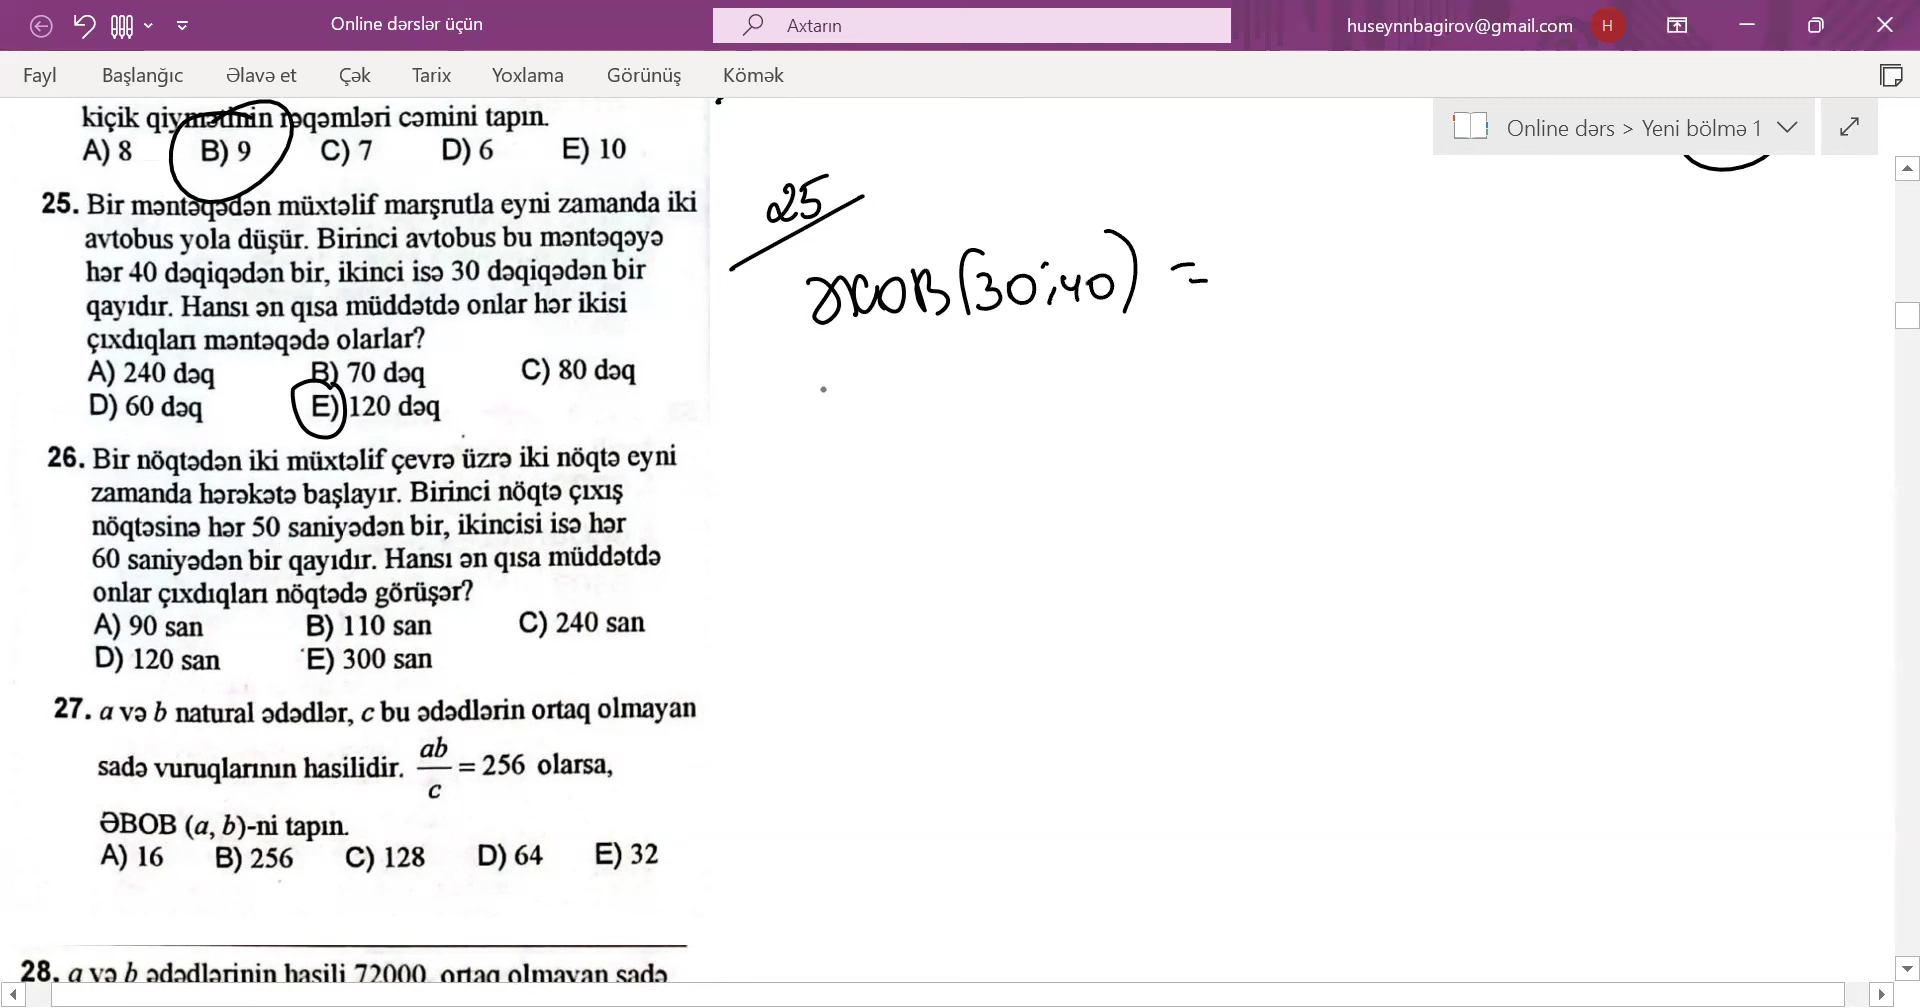 Online dərslər üçün
Axtarın
huseynnbagirov@gmail.com
H
Fayl Başlanğıc Əlavə et Çək Tarix Yoxlama Görünüş Kömək
Online dərs > Yeni bölmə 1
kiçik qiymətinin rəqəmləri cəmini tapın.
A) 8 B) 9 C) 7 D) 6 E) 10
25. Bir məntəqədən müxtəlif marşrutla eyni zamanda iki
avtobus yola düşür. Birinci avtobus bu məntəqəyə
hər 40 dəqiqədən bir, ikinci isə 30 dəqiqədən bir
qayıdır. Hansı ən qısa müddətdə onlar hər ikisi
çıxdıqları məntəqədə olarlar?
A) 240 dəq B) 70 dəq C) 80 dəq
D) 60 dəq E) 120 dəq
26. Bir nöqtədən iki müxtəlif çevrə üzrə iki nöqtə eyni
zamanda hərəkətə başlayır. Birinci nöqtə çıxış
nöqtəsinə hər 50 saniyədən bir, ikincisi isə hər
60 saniyədən bir qayıdır. Hansı ən qısa müddətdə
onlar çıxdıqları nöqtədə görüşər?
A) 90 san B) 110 san C) 240 san
D) 120 san E) 300 san
27. a və b natural ədədlər, c bu ədədlərin ortaq olmayan
sadə vuruqlarının hasilidir. ab/c = 256 olarsa,
ƏBOB (a, b)-ni tapın.
A) 16 B) 256 C) 128 D) 64 E) 32
28. a və b ədədlərinin hasili 72000, ortaq olmayan sadə
25
ƏKOB(30;40) =